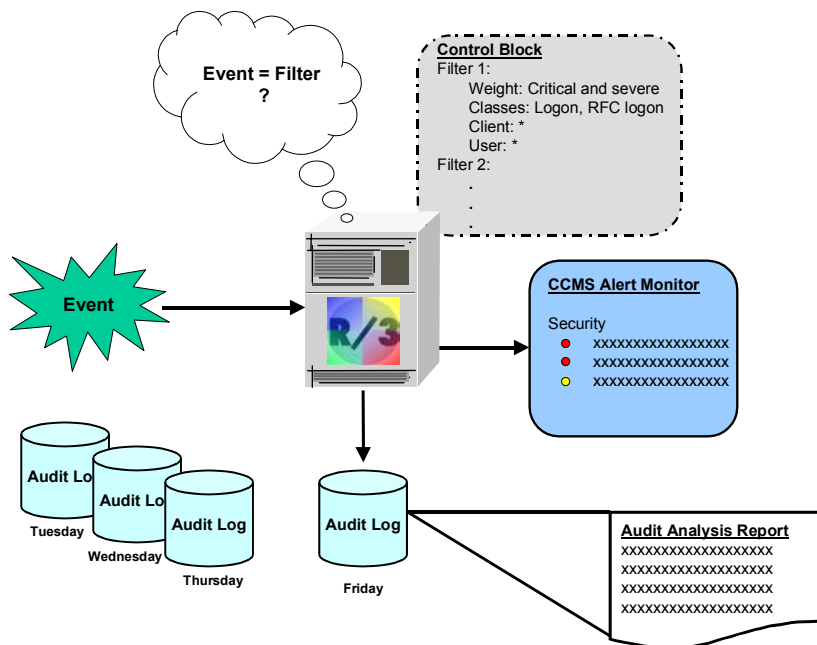 Event = Filter
?
Control Block
Filter 1:
Weight: Critical and severe
Classes: Logon, RFC logon
Client: *
User: *
Filter 2:
.
.
.
Event
R/3
CCMS Alert Monitor
Security
xxxxxxxxxxxxxxxxx
xxxxxxxxxxxxxxxxx
xxxxxxxxxxxxxxxxx
Audit Lo
Tuesday
Audit Lo
Wednesday
Audit Log
Thursday
Audit Log
Friday
Audit Analysis Report
xxxxxxxxxxxxxxxxxxx
xxxxxxxxxxxxxxxxxxx
xxxxxxxxxxxxxxxxxxx
xxxxxxxxxxxxxxxxxxx